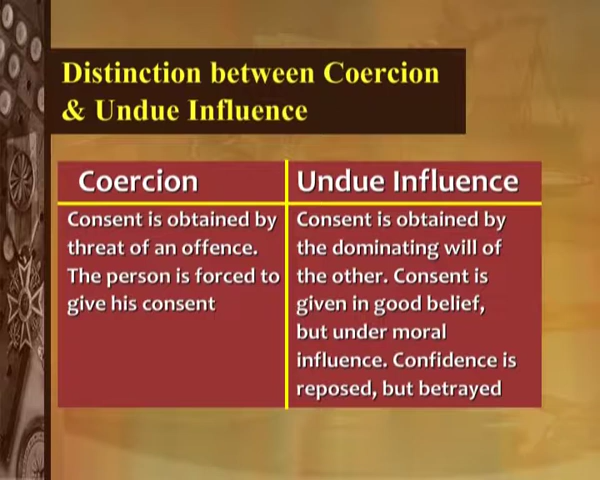 Distinction between Coercion
& Undue Influence
Coercion
Consent is obtained by
threat of an offence.
The person is forced to
give his consent
Undue Influence
Consent is obtained by
the dominating will of
the other. Consent is
given in good belief,
but under moral
influence. Confidence is
reposed, but betrayed